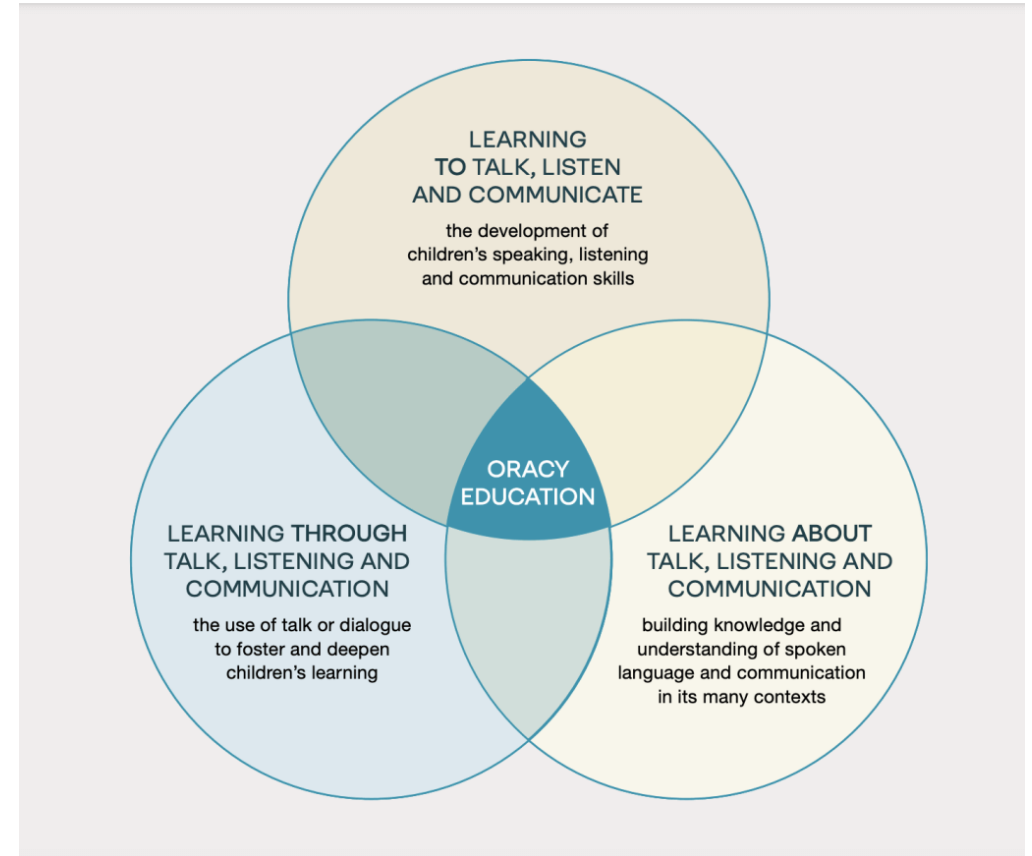 LEARNING
TO TALK, LISTEN
AND COMMUNICATE
the development of
children's speaking, listening
and communication skills
ORACY
EDUCATION
LEARNING THROUGH
TALK, LISTENING AND
COMMUNICATION
the use of talk or dialogue
to foster and deepen
children's learning
LEARNING ABOUT
TALK, LISTENING AND
COMMUNICATION
building knowledge and
understanding of spoken
language and communication
in its many contexts